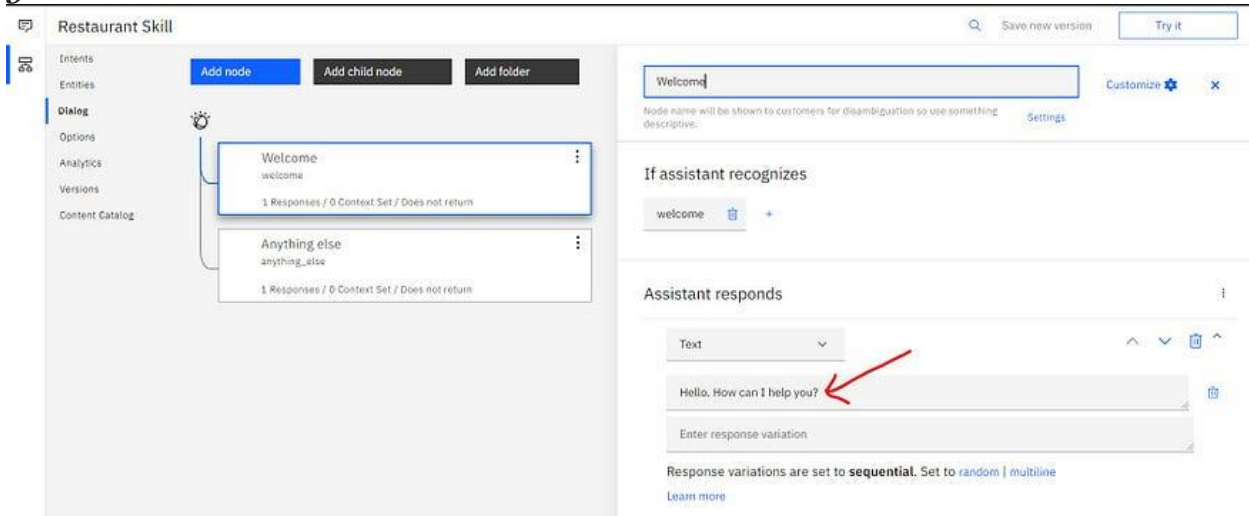 Restaurant Skill
Save new version
Try it
Intents
Entities
Dialog
Options
Analytics
Versions
Content Catalog
Add node
Add child node
Add folder
Welcome
welcome
1 Responses / 0 Context Set / Does not return
Anything else
anything_else
1 Responses / 0 Context Set / Does not return
Welcome
Customize
Node name will be shown to customers for disambiguation so use something
descriptive.
Settings
If assistant recognizes
welcome
Assistant responds
Text
Hello. How can I help you?
Enter response variation
Response variations are set to sequential. Set to random | multiline
Learn more